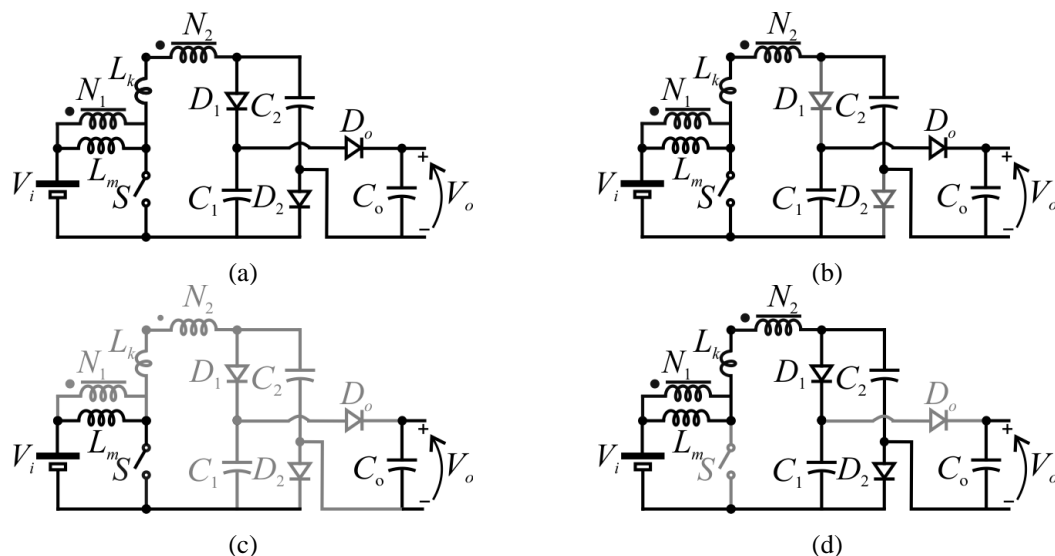 N₂
Lₖ
N₁
D₁
C₂
Dₒ
+
Vᵢ
Lₘ
S
C₁
D₂
Cₒ
Vₒ
−
(a)
N₂
Lₖ
N₁
D₁
C₂
Dₒ
+
Vᵢ
Lₘ
S
C₁
D₂
Cₒ
Vₒ
−
(b)
N₂
Lₖ
N₁
D₁
C₂
Dₒ
+
Vᵢ
Lₘ
S
C₁
D₂
Cₒ
Vₒ
−
(c)
N₂
Lₖ
N₁
D₁
C₂
Dₒ
+
Vᵢ
Lₘ
S
C₁
D₂
Cₒ
Vₒ
−
(d)